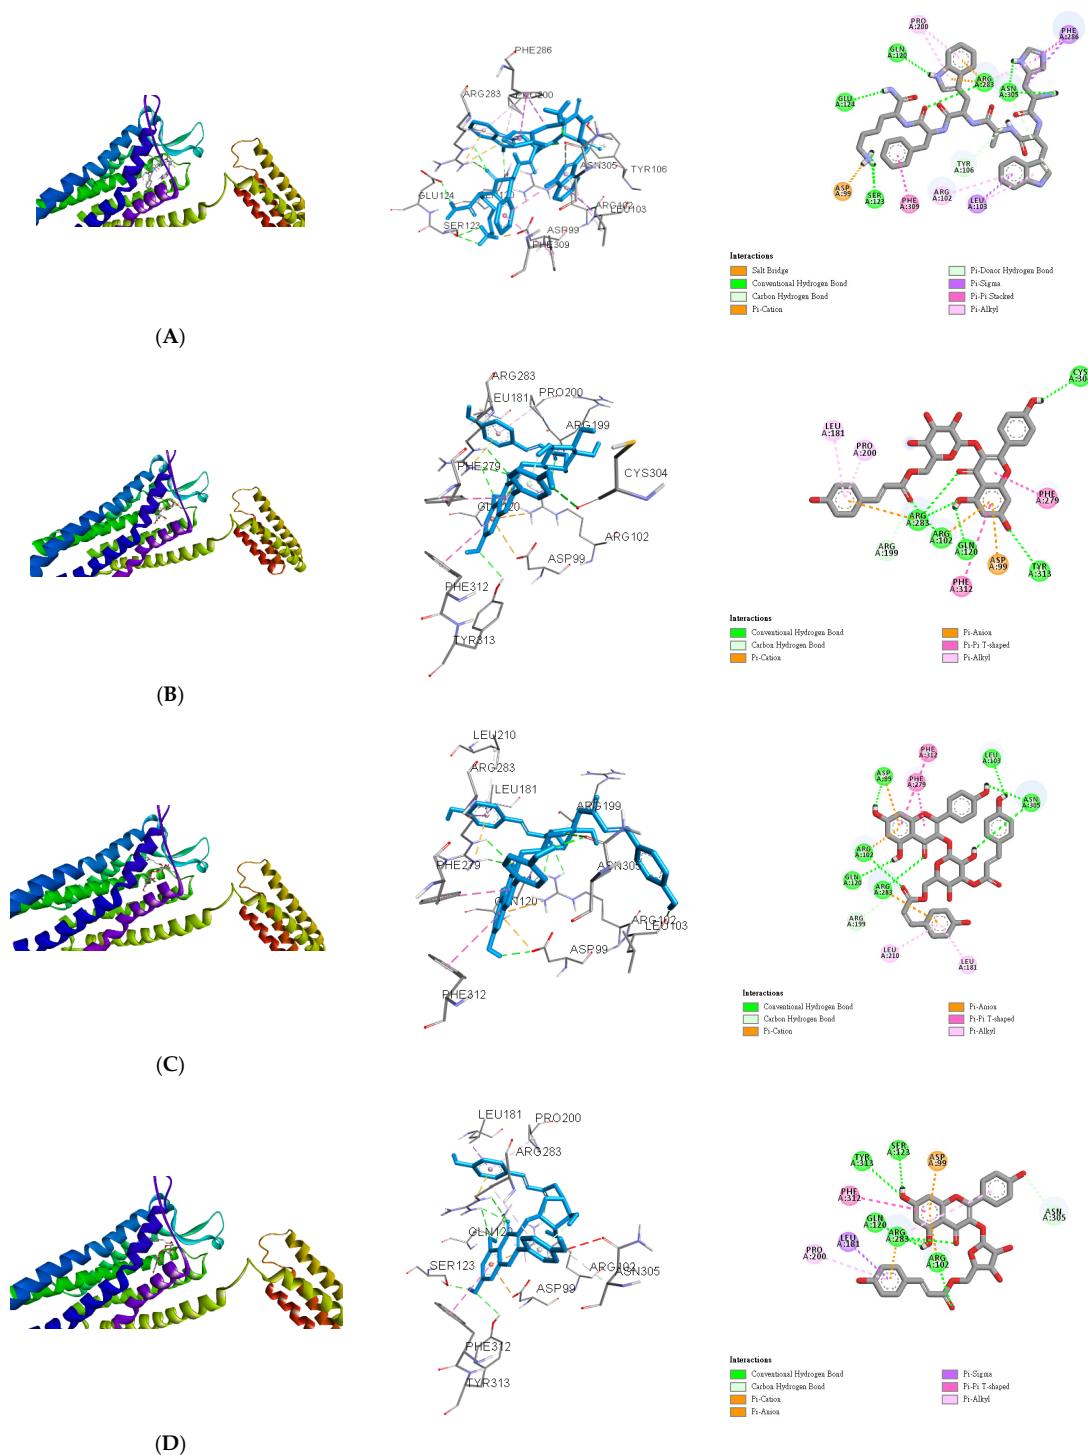 PHE286
ARG283
PRO200
ASN305
TYR106
GLU124
ARG102
LEU103
SER123
ASP99
PHE309
PRO
A:200
PHE
A:286
GLN
A:120
ARG
A:283
ASN
A:305
GLU
A:124
TYR
A:106
ASP
A:99
SER
A:123
PHE
A:309
ARG
A:102
LEU
A:103
Interactions
Salt Bridge
Conventional Hydrogen Bond
Carbon Hydrogen Bond
Pi-Cation
Pi-Donor Hydrogen Bond
Pi-Sigma
Pi-Pi Stacked
Pi-Alkyl
(A)
ARG283
LEU181
PRO200
ARG199
PHE279
CYS304
GLN120
ARG102
ASP99
PHE312
TYR313
CYS
A:30
LEU
A:181
PRO
A:200
PHE
A:279
ARG
A:283
ARG
A:199
ARG
A:102
GLN
A:120
ASP
A:99
TYR
A:313
PHE
A:312
Interactions
Conventional Hydrogen Bond
Carbon Hydrogen Bond
Pi-Cation
Pi-Anion
Pi-Pi T-shaped
Pi-Alkyl
(B)
LEU210
ARG283
LEU181
ARG199
PHE279
ASN305
GLN120
ARG102
LEU103
ASP99
PHE312
PHE
A:312
LEU
A:103
ASP
A:99
PHE
A:279
ASN
A:305
ARG
A:102
GLN
A:120
ARG
A:283
ARG
A:199
LEU
A:210
LEU
A:181
Interactions
Conventional Hydrogen Bond
Carbon Hydrogen Bond
Pi-Cation
Pi-Anion
Pi-Pi T-shaped
Pi-Alkyl
(C)
LEU181
PRO200
ARG283
GLN120
SER123
ARG102
ASN305
ASP99
PHE312
TYR313
SER
A:123
TYR
A:313
ASP
A:99
PHE
A:312
GLN
A:120
ARG
A:283
ASN
A:305
LEU
A:181
PRO
A:200
ARG
A:102
Interactions
Conventional Hydrogen Bond
Carbon Hydrogen Bond
Pi-Cation
Pi-Anion
Pi-Sigma
Pi-Pi T-shaped
Pi-Alkyl
(D)